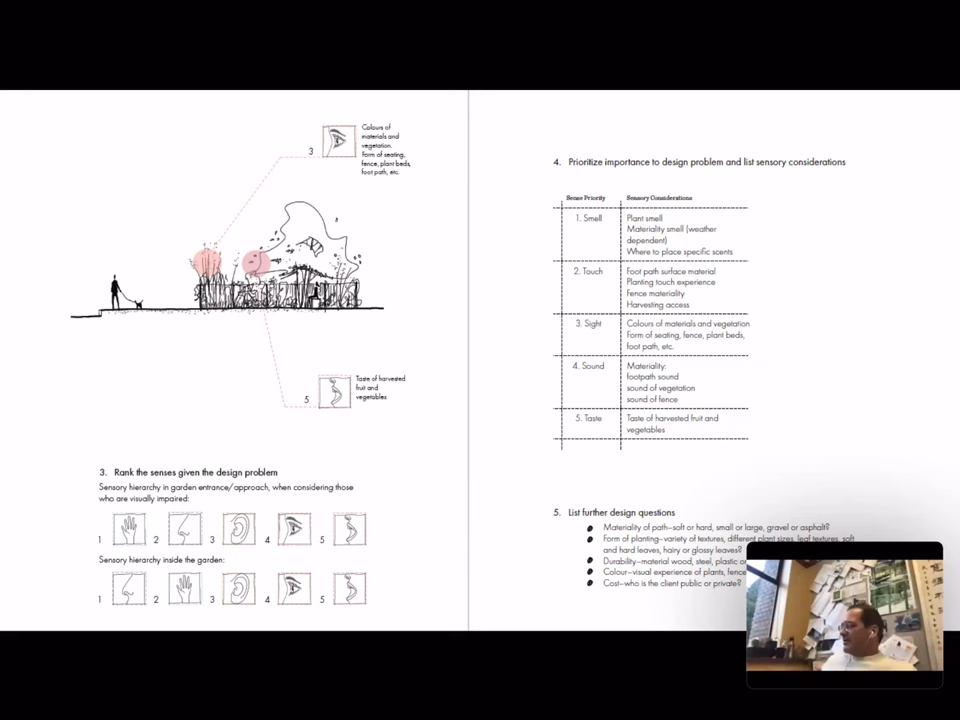 3
Colours of
materials and
vegetation.
Form of seating,
fence, plant beds,
foot path, etc.
5
Taste of harvested
fruit and
vegetables
3. Rank the senses given the design problem
Sensory hierarchy in garden entrance/approach, when considering those
who are visually impaired:
1 2 3 4 5
Sensory hierarchy inside the garden:
1 2 3 4 5
4. Prioritize importance to design problem and list sensory considerations
Sense Priority Sensory Considerations
1. Smell Plant smell
Materiality smell (weather
dependent)
Where to place specific scents
2. Touch Foot path surface material
Planting touch experience
Fence materiality
Harvesting access
3. Sight Colours of materials and vegetation
Form of seating, fence, plant beds,
foot path, etc.
4. Sound Materiality:
footpath sound
sound of vegetation
sound of fence
5. Taste Taste of harvested fruit and
vegetables
5. List further design questions
Materiality of path–soft or hard, small or large, gravel or asphalt?
Form of planting–variety of textures, different plant sizes, leaf textures, soft
and hard leaves, hairy or glossy leaves?
Durability–material wood, steel, plastic or
Colour–visual experience of plants, fence
Cost–who is the client public or private?